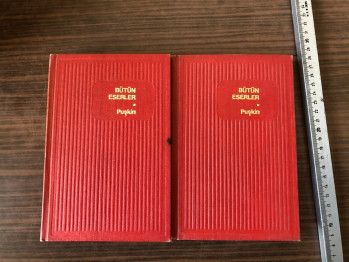 BÜTÜN
ESERLER
•
Puşkin
BÜTÜN
ESERLER
•
Puşkin